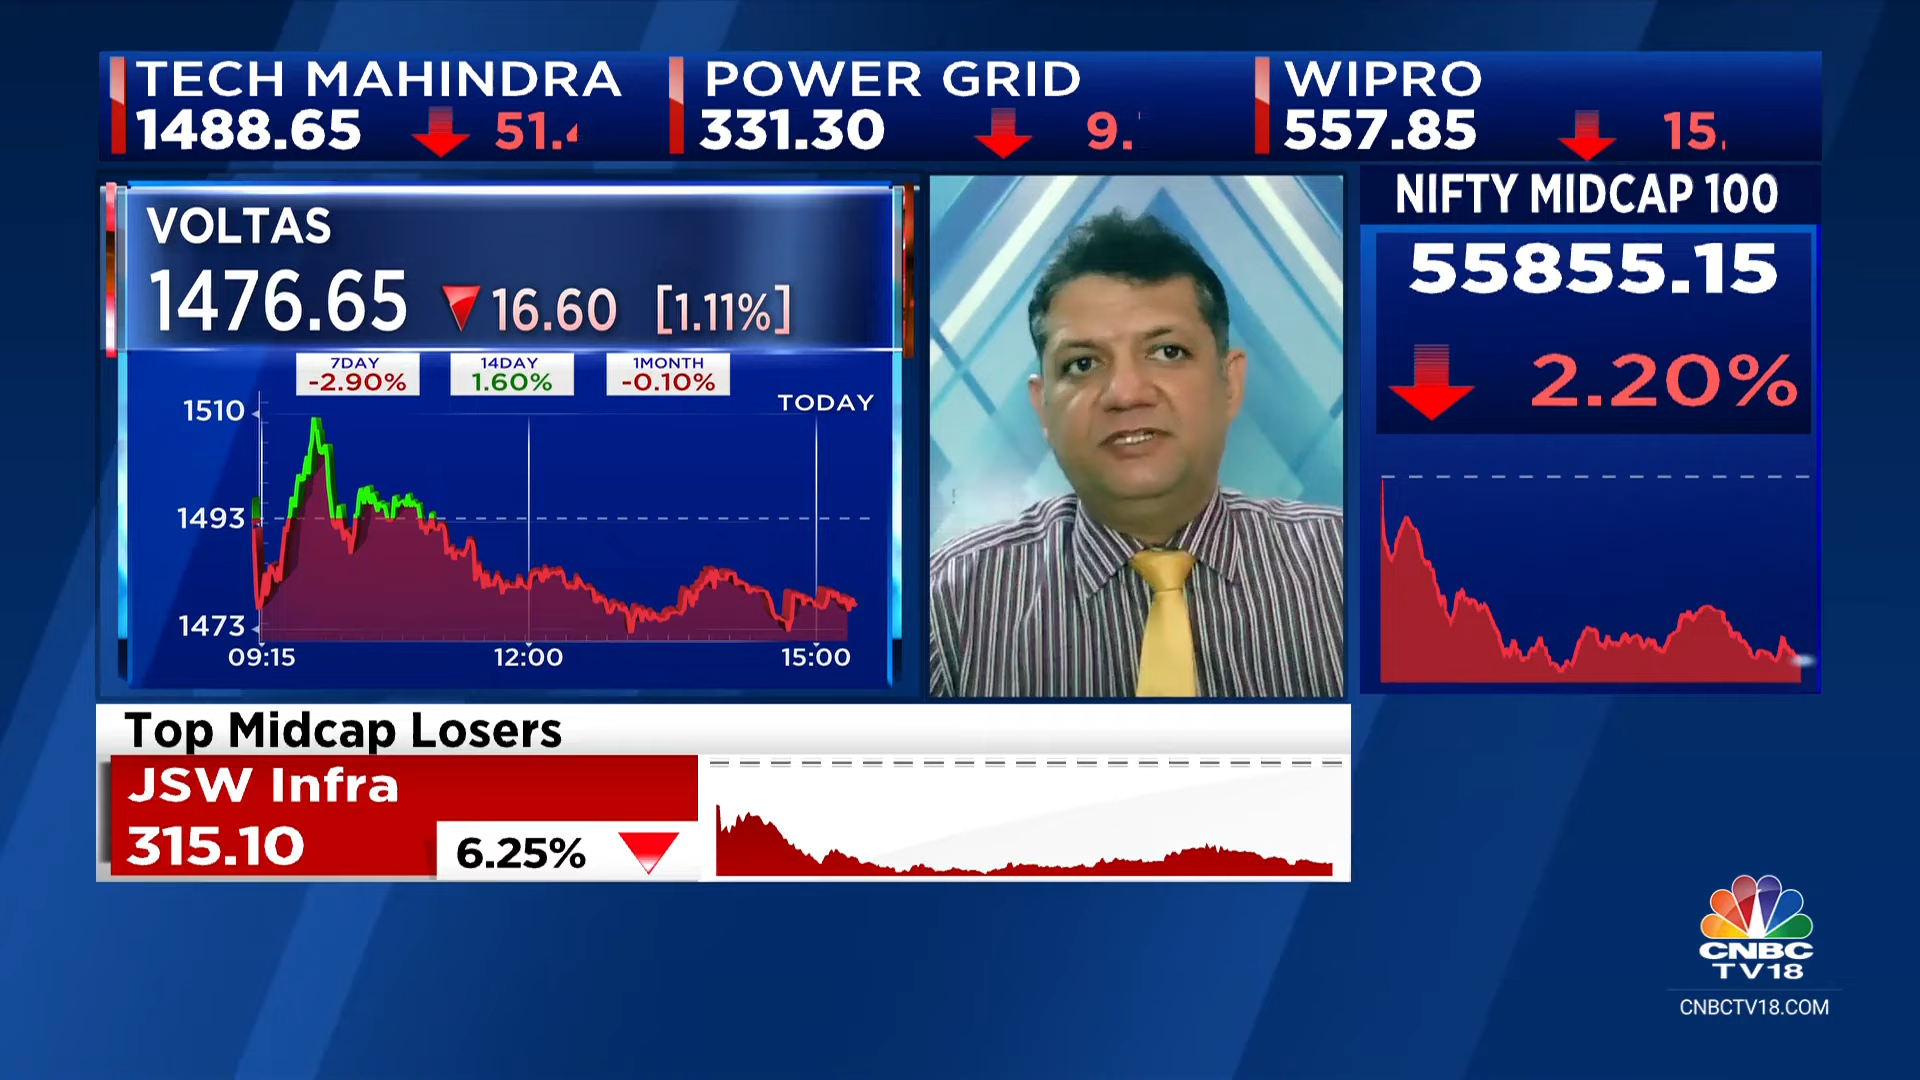 TECH MAHINDRA
1488.65 51.
POWER GRID
331.30 9.
WIPRO
557.85 15.
VOLTAS
1476.65 16.60 [1.11%]
7DAY
-2.90%
14DAY
1.60%
1MONTH
-0.10%
TODAY
1510
1493
1473
09:15 12:00 15:00
NIFTY MIDCAP 100
55855.15
2.20%
Top Midcap Losers
JSW Infra
315.10
6.25%
CNBC
TV18
CNBCTV18.COM